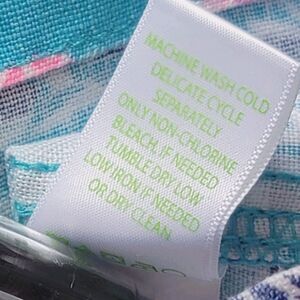 MACHINE WASH COLD
DELICATE CYCLE
SEPARATELY
ONLY NON-CHLORINE
BLEACH, IF NEEDED
TUMBLE DRY LOW
LOW IRON, IF NEEDED
OR DRY CLEAN